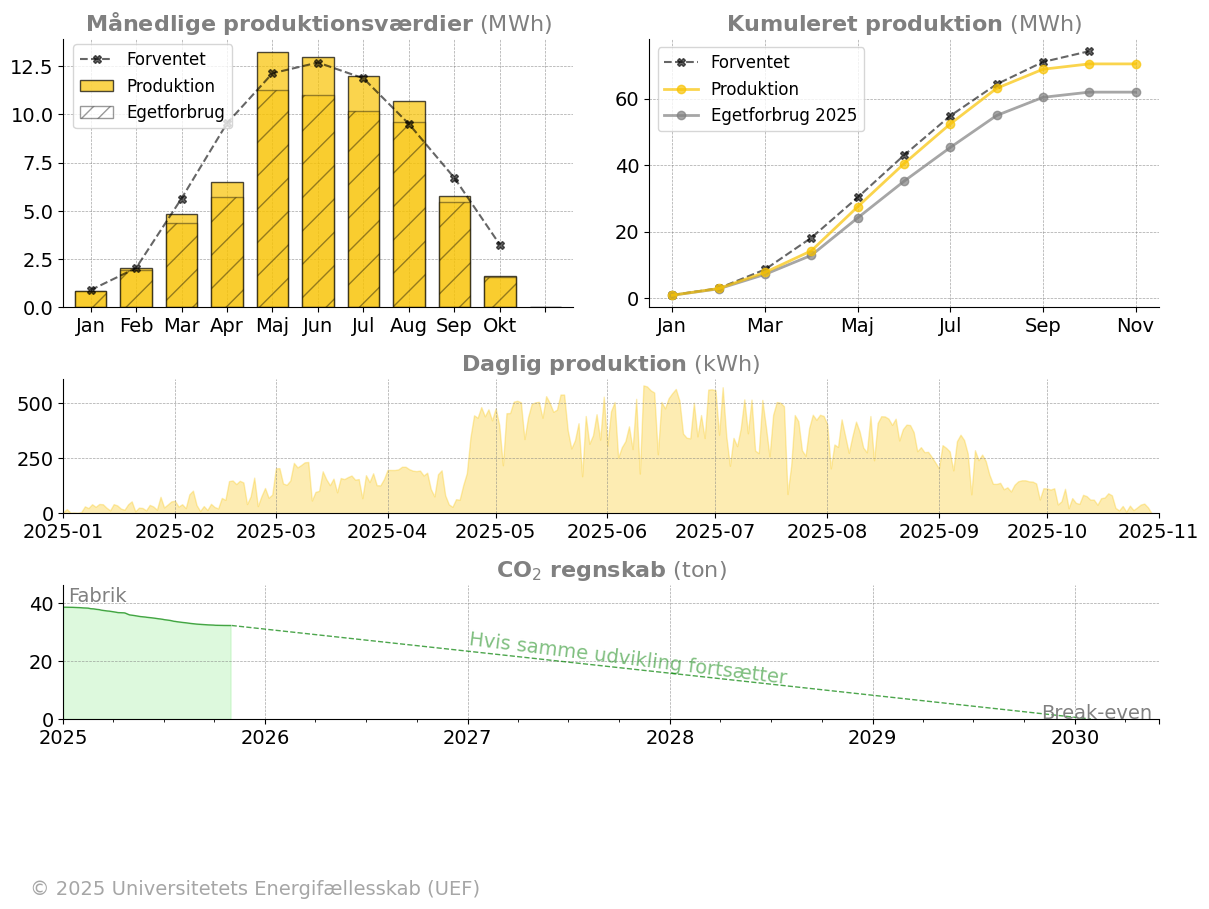 Månedlige produktionsværdier (MWh)
Forventet
Produktion
Egetforbrug
12.5
10.0
7.5
5.0
2.5
0.0
Jan Feb Mar Apr Maj Jun Jul Aug Sep Okt
Kumuleret produktion (MWh)
Forventet
Produktion
Egetforbrug 2025
60
40
20
0
Jan Mar Maj Jul Sep Nov
Daglig produktion (kWh)
500
250
0
2025-01 2025-02 2025-03 2025-04 2025-05 2025-06 2025-07 2025-08 2025-09 2025-10 2025-11
CO₂ regnskab (ton)
Fabrik
40
20
0
Hvis samme udvikling fortsætter
Break-even
2025 2026 2027 2028 2029 2030
© 2025 Universitetets Energifællesskab (UEF)